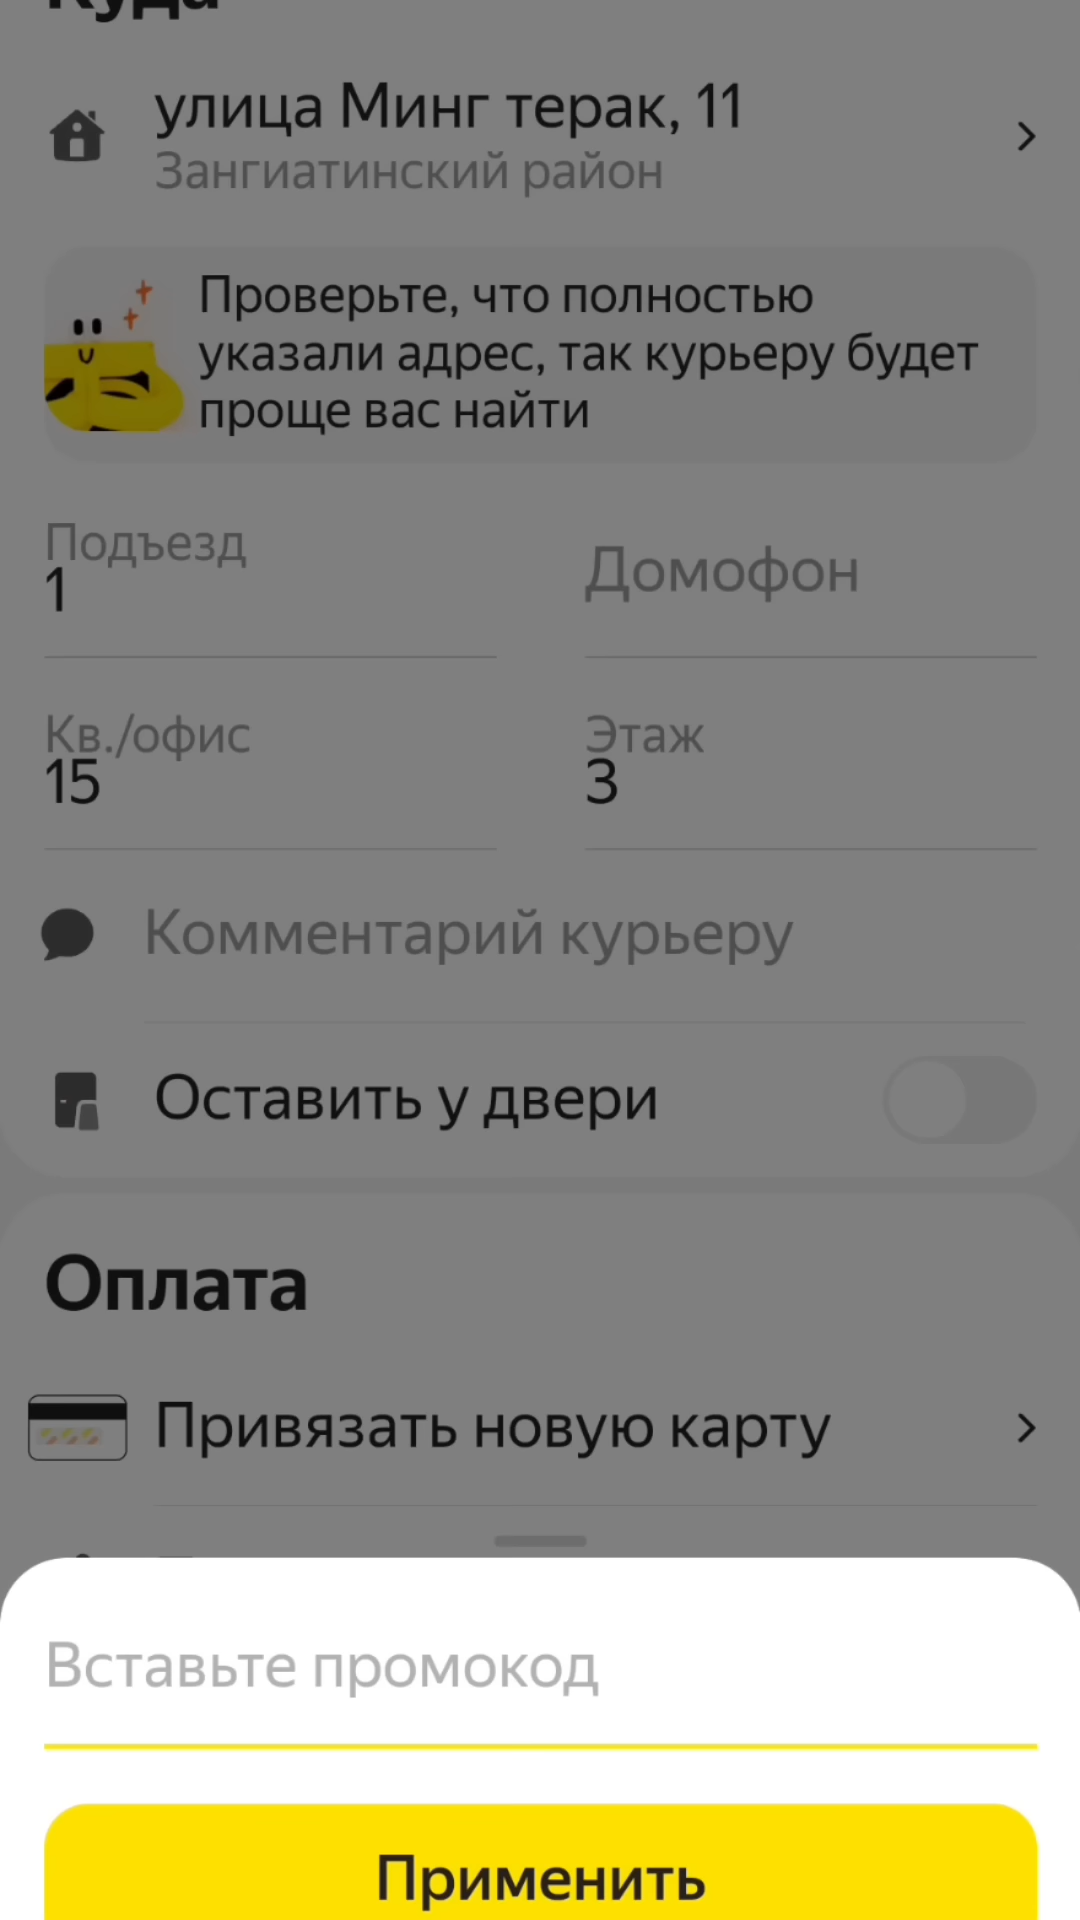 Куда
улица Минг терак, 11
Зангиатинский район
Проверьте, что полностью
указали адрес, так курьеру будет
проще вас найти
Подъезд
1
Домофон
Кв./офис
15
Этаж
3
Комментарий курьеру
Оставить у двери
Оплата
Привязать новую карту
Вставьте промокод
Применить